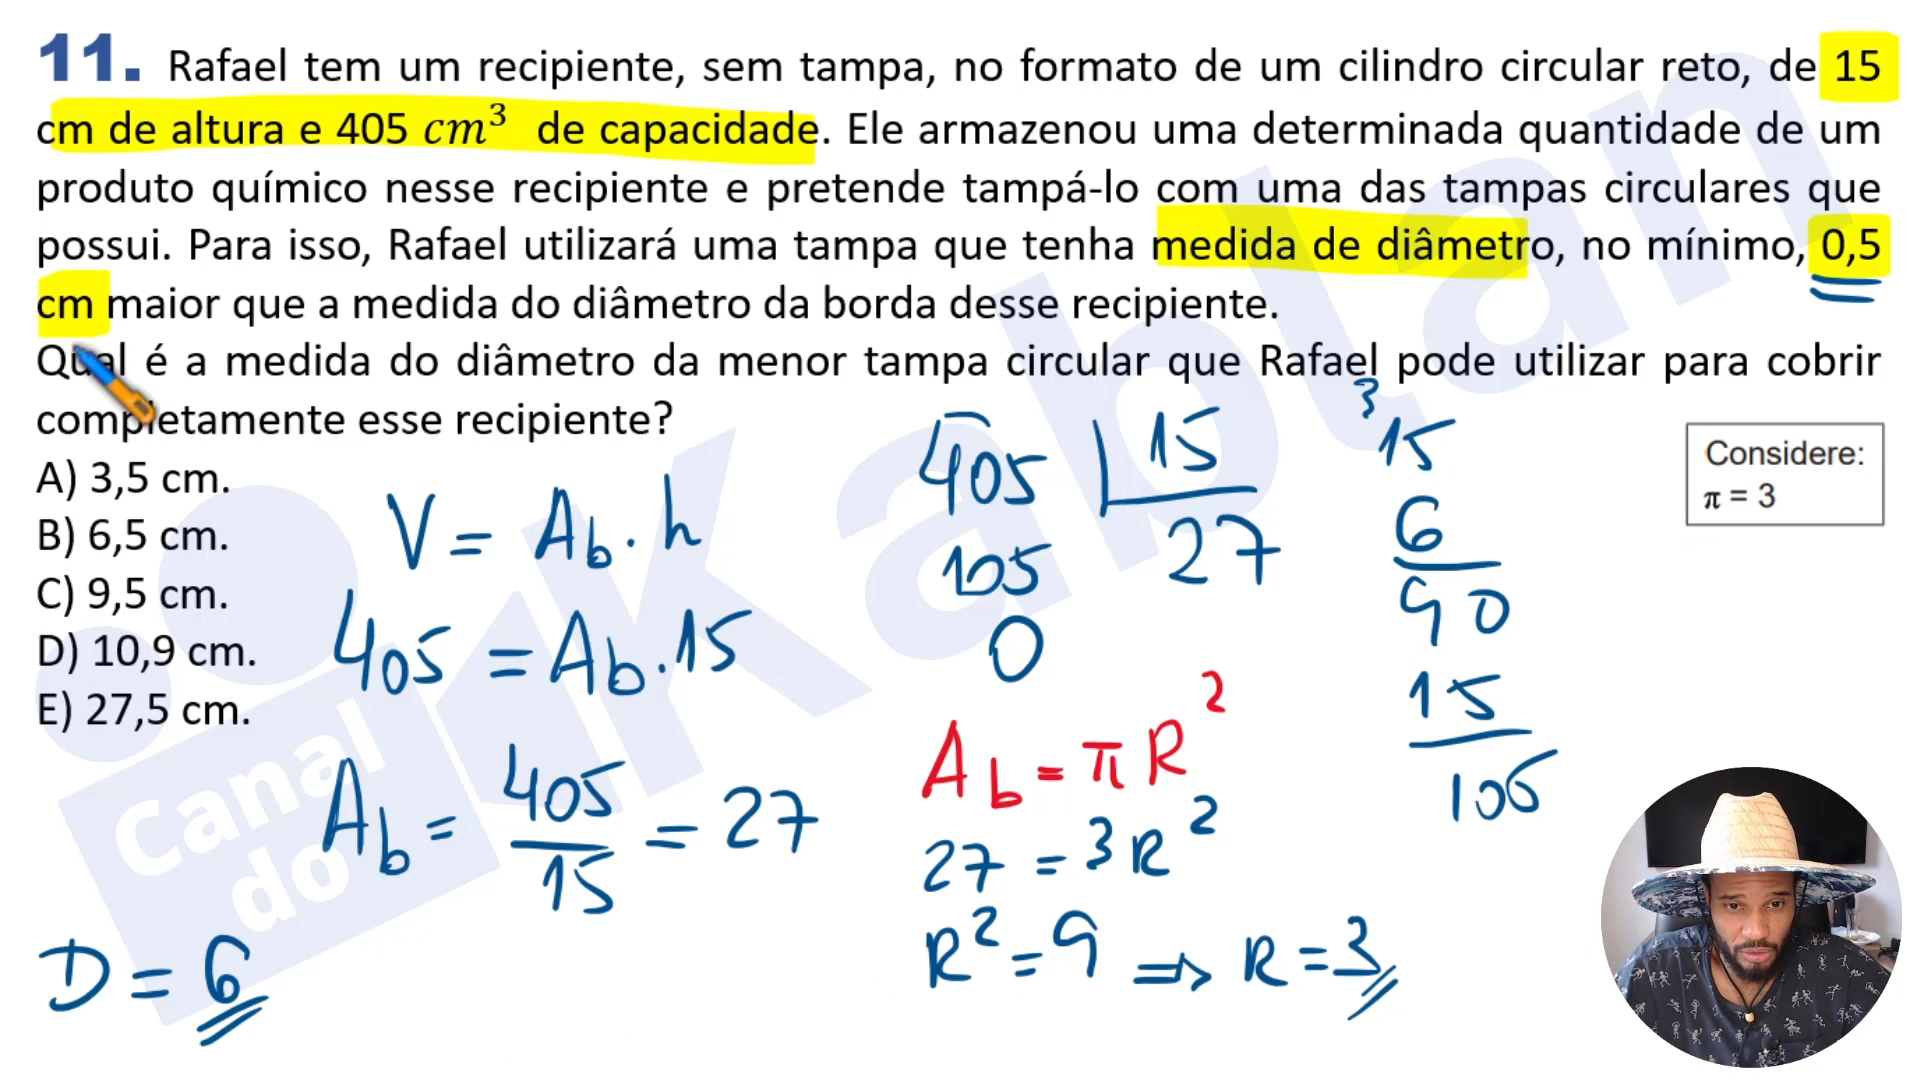 11. Rafael tem um recipiente, sem tampa, no formato de um cilindro circular reto, de 15
cm de altura e 405 cm³ de capacidade. Ele armazenou uma determinada quantidade de um
produto químico nesse recipiente e pretende tampá-lo com uma das tampas circulares que
possui. Para isso, Rafael utilizará uma tampa que tenha medida de diâmetro, no mínimo, 0,5
cm maior que a medida do diâmetro da borda desse recipiente.
Qual é a medida do diâmetro da menor tampa circular que Rafael pode utilizar para cobrir
completamente esse recipiente?
A) 3,5 cm.
B) 6,5 cm.
C) 9,5 cm.
D) 10,9 cm.
E) 27,5 cm.
Considere:
π = 3
V = Ab . h
405 = Ab . 15
Ab = 405/15 = 27
D = 6
405 15
105 27
0
Ab = π R²
27 = 3R²
R² = 9 ⇒ R = 3
3
15
6
90
15
105
Canal
do
Kablan